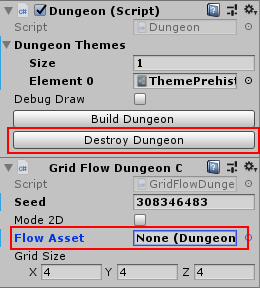 Dungeon (Script)
Script Dungeon
Dungeon Themes
Size 1
Element 0 ThemePrehist
Debug Draw
Build Dungeon
Destroy Dungeon
Grid Flow Dungeon C
Script GridFlowDunge
Seed 308346483
Mode 2D
Flow Asset None (Dungeon
Grid Size
X 4 Y 4 Z 4